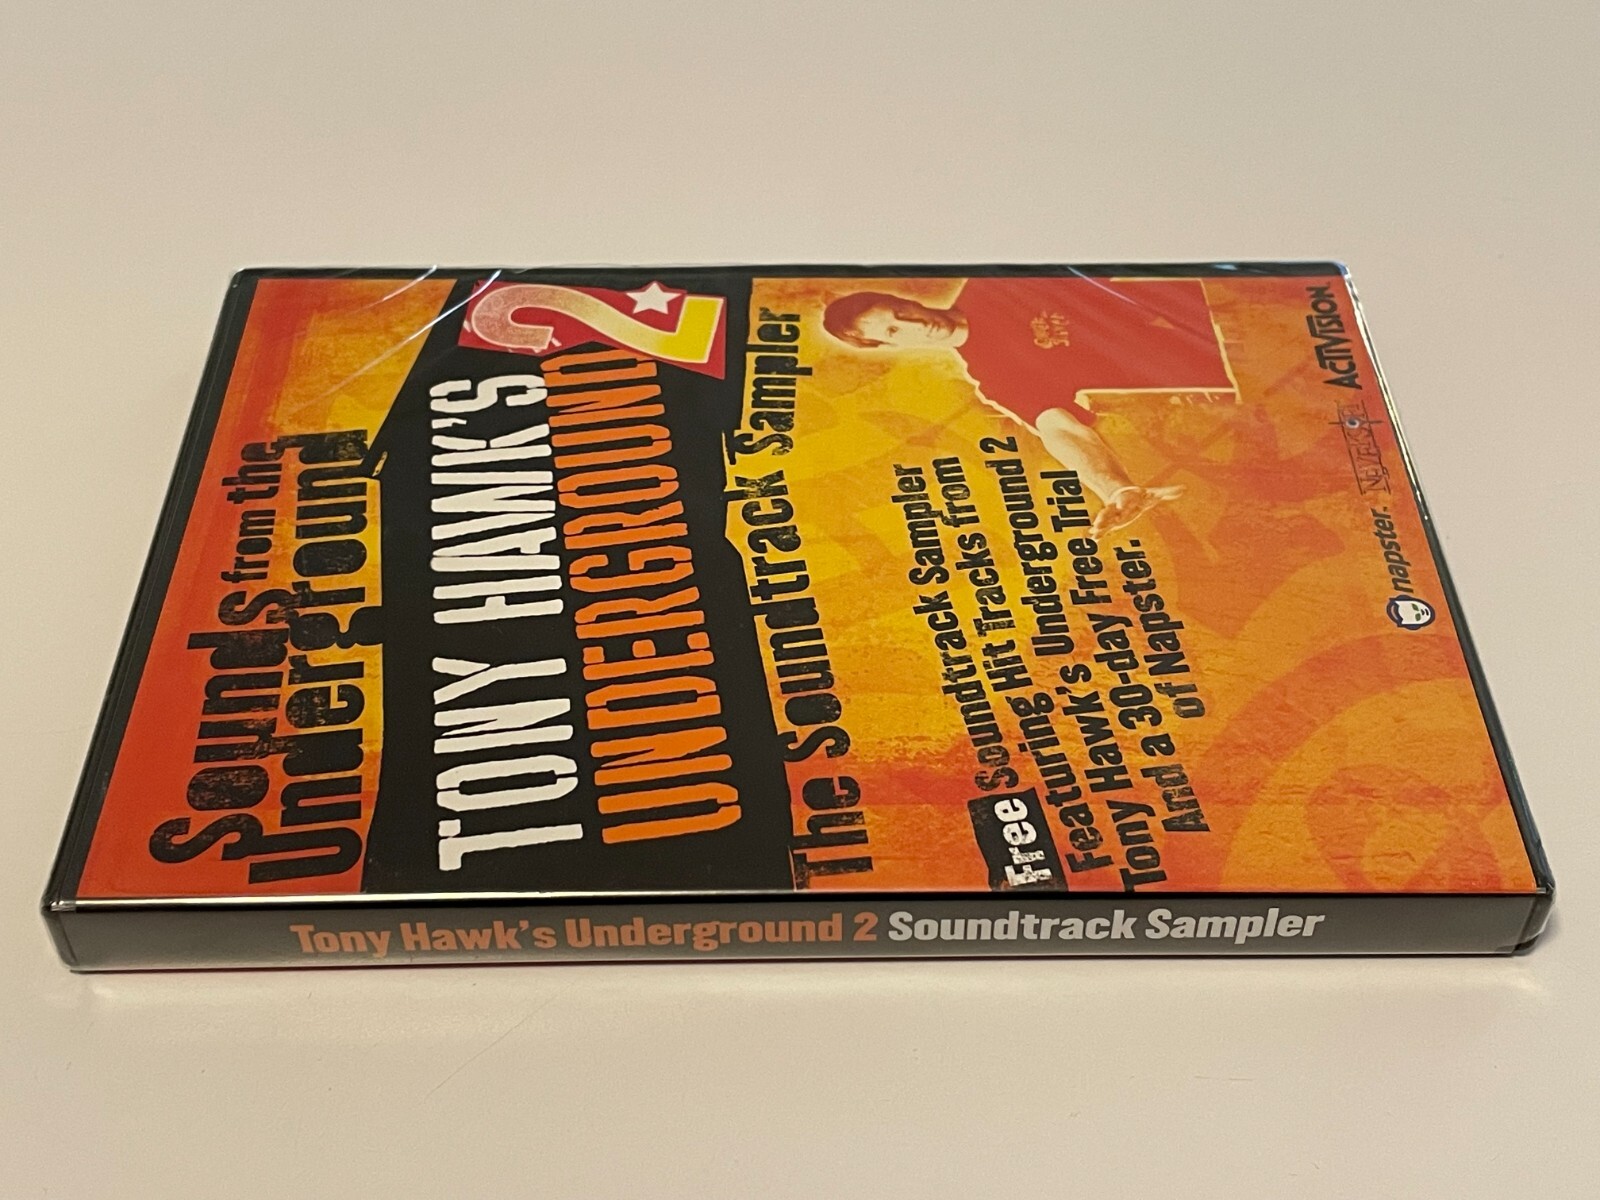 Sounds from the
Underground
TONY HAWK'S
UNDERGROUND 2
The Soundtrack Sampler
Free Soundtrack Sampler
Featuring Hit Tracks from
Tony Hawk's Underground 2
And a 30-day Free Trial
of Napster.
napster.
NEVERSOFT
ACTIVISION
Tony Hawk's Underground 2 Soundtrack Sampler